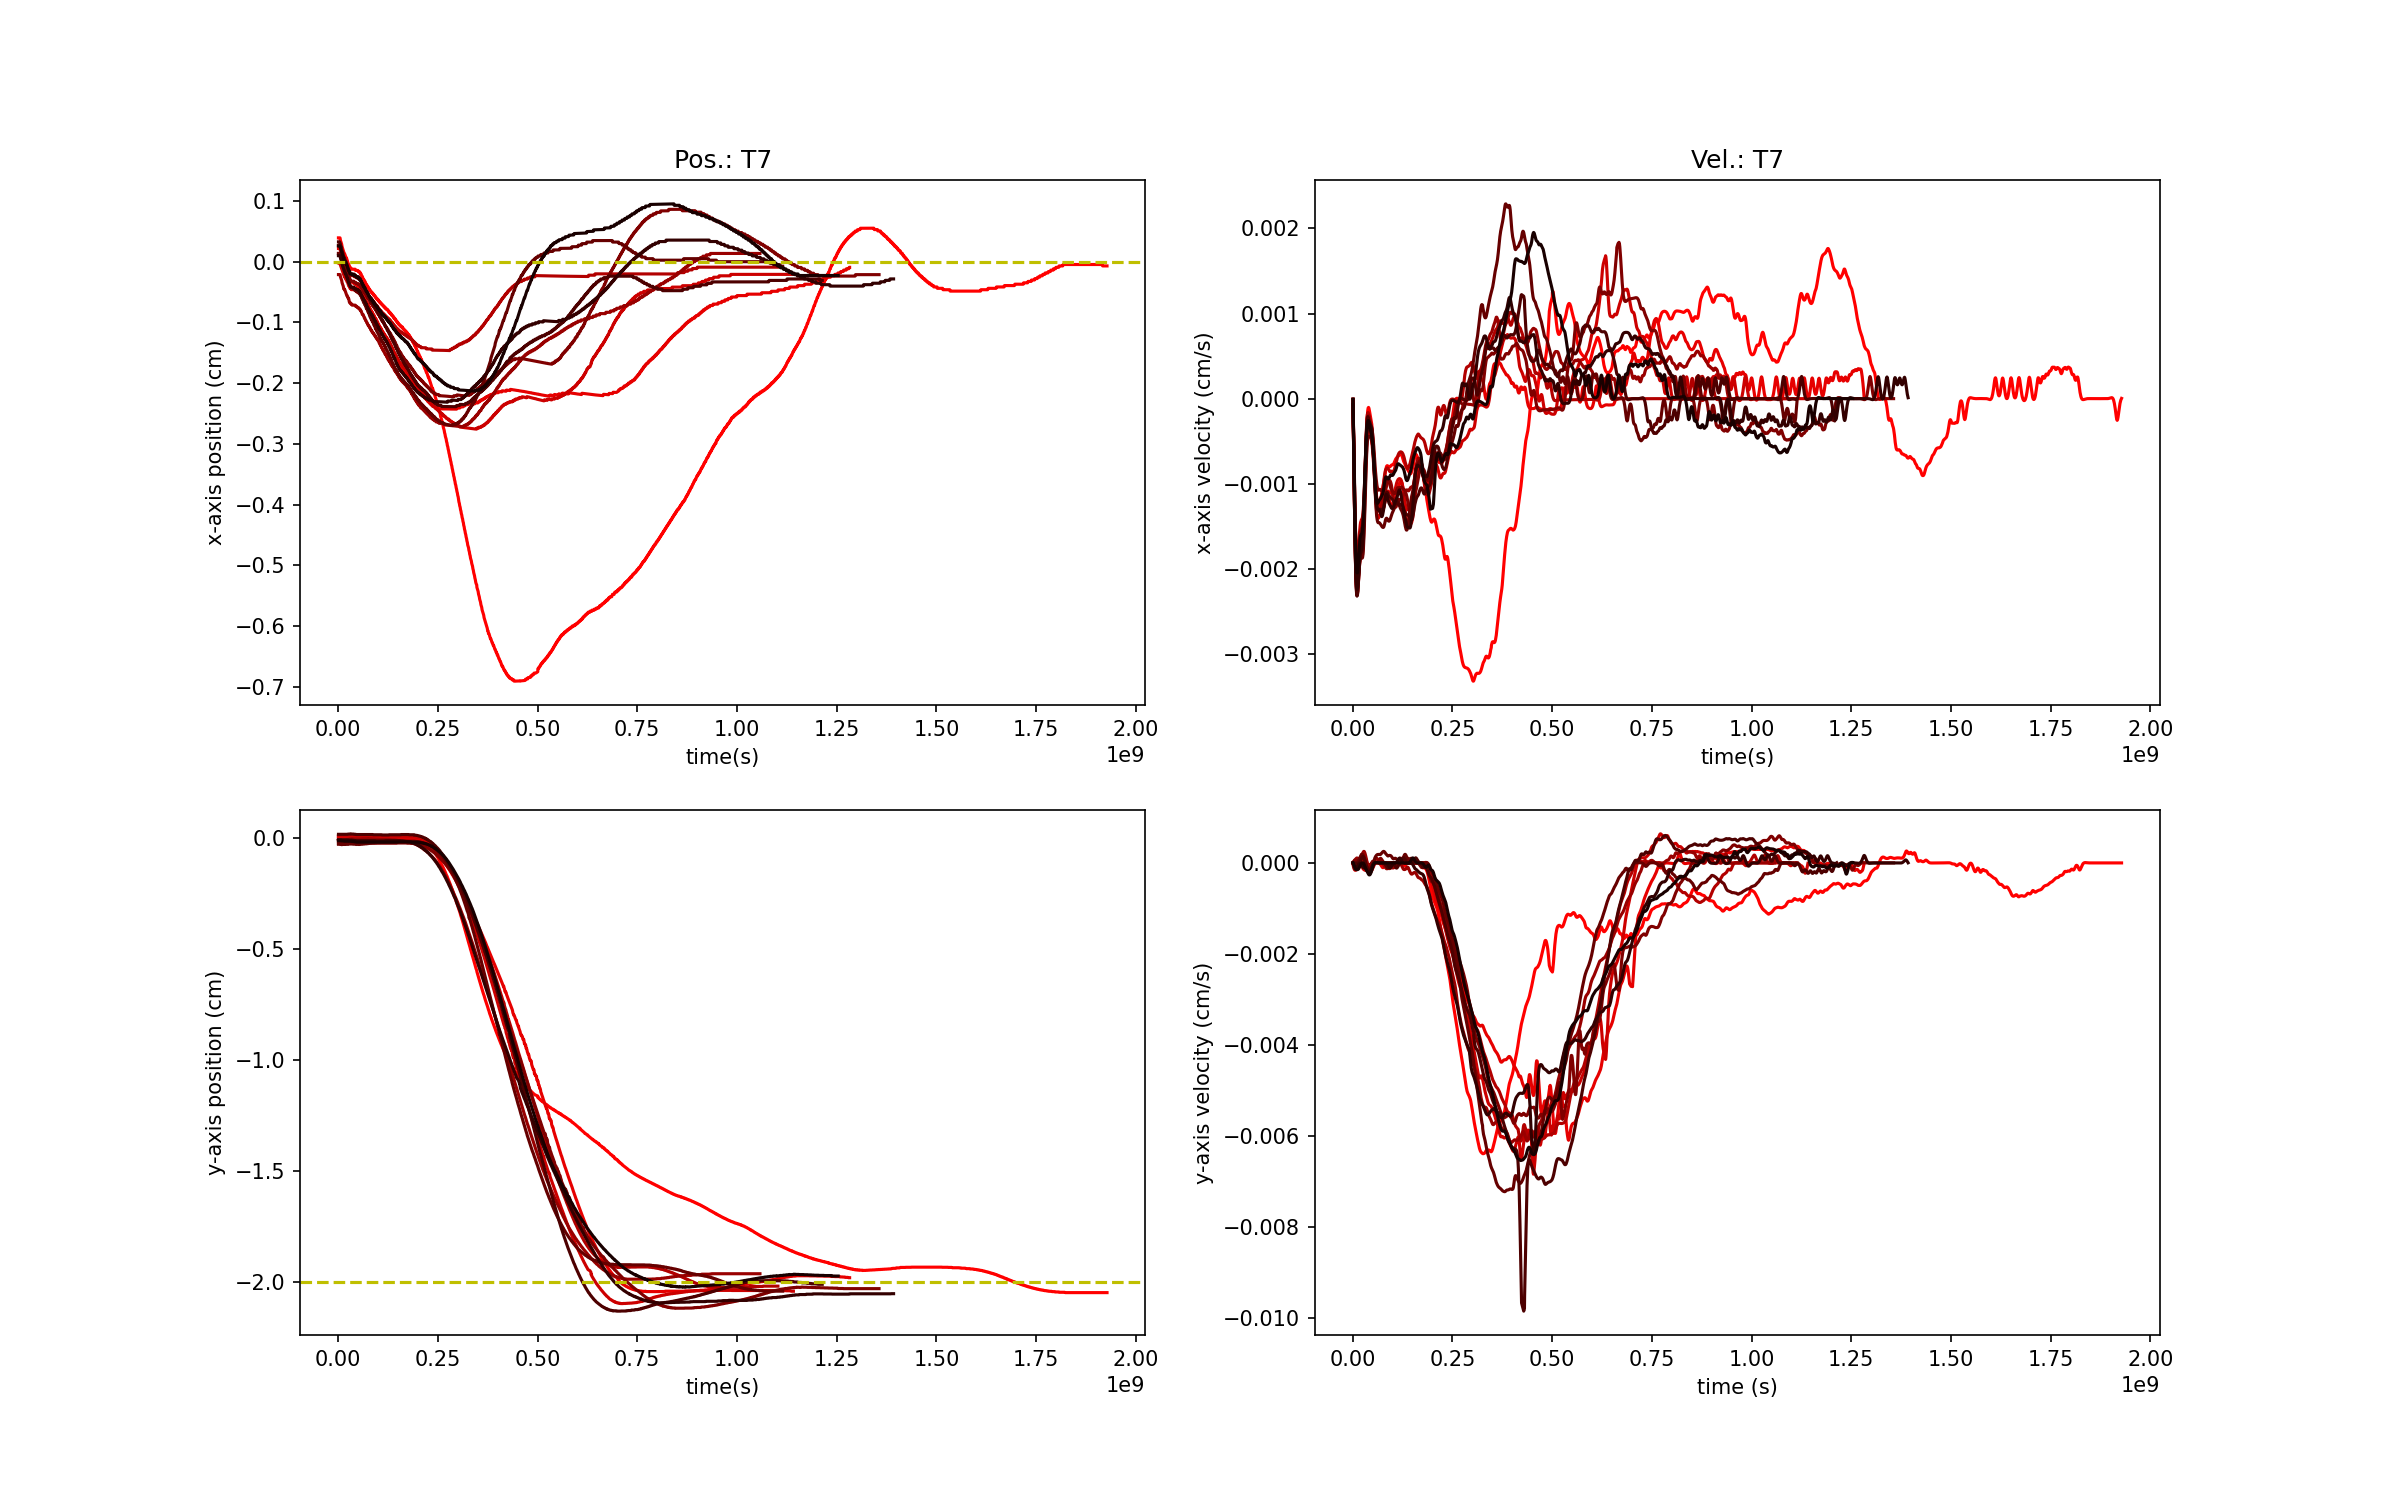 Pos.: T7
Vel.: T7
x-axis position (cm)
0.1
0.0
−0.1
−0.2
−0.3
−0.4
−0.5
−0.6
−0.7
0.00 0.25 0.50 0.75 1.00 1.25 1.50 1.75 2.00
1e9
time(s)
x-axis velocity (cm/s)
0.002
0.001
0.000
−0.001
−0.002
−0.003
0.00 0.25 0.50 0.75 1.00 1.25 1.50 1.75 2.00
1e9
time(s)
y-axis position (cm)
0.0
−0.5
−1.0
−1.5
−2.0
0.00 0.25 0.50 0.75 1.00 1.25 1.50 1.75 2.00
1e9
time(s)
y-axis velocity (cm/s)
0.000
−0.002
−0.004
−0.006
−0.008
−0.010
0.00 0.25 0.50 0.75 1.00 1.25 1.50 1.75 2.00
1e9
time (s)